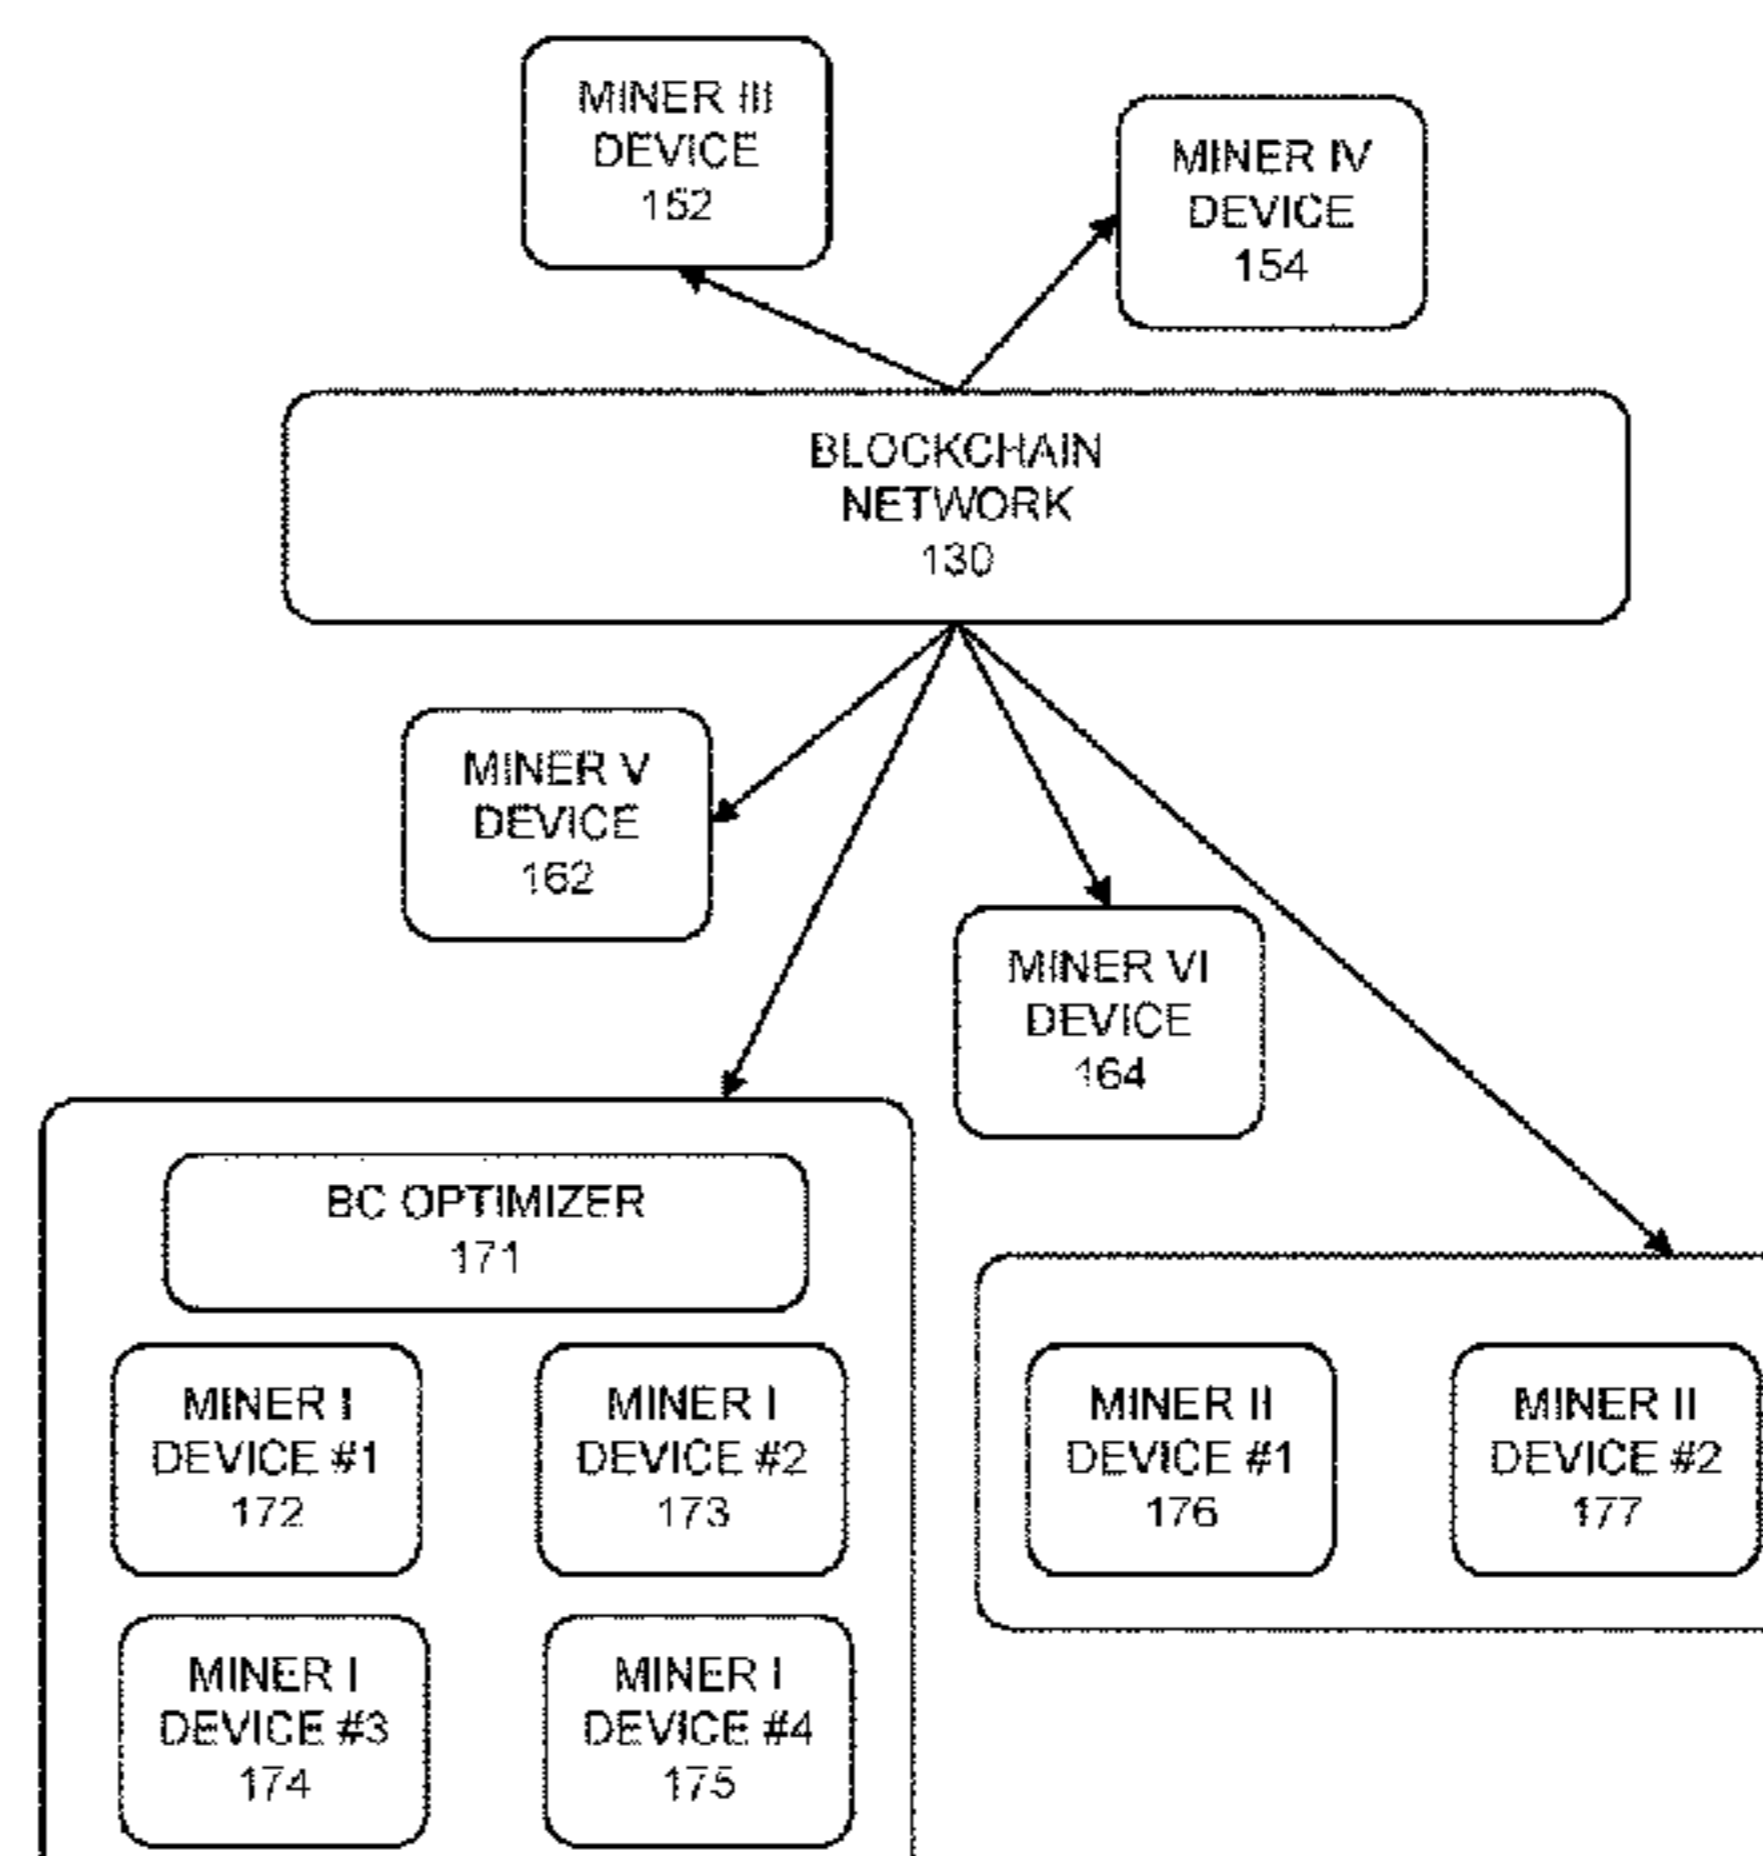 MINER III
DEVICE
152
MINER IV
DEVICE
154
BLOCKCHAIN
NETWORK
130
MINER V
DEVICE
162
MINER VI
DEVICE
164
BC OPTIMIZER
171
MINER I
DEVICE #1
172
MINER I
DEVICE #2
173
MINER II
DEVICE #1
176
MINER II
DEVICE #2
177
MINER I
DEVICE #3
174
MINER I
DEVICE #4
175